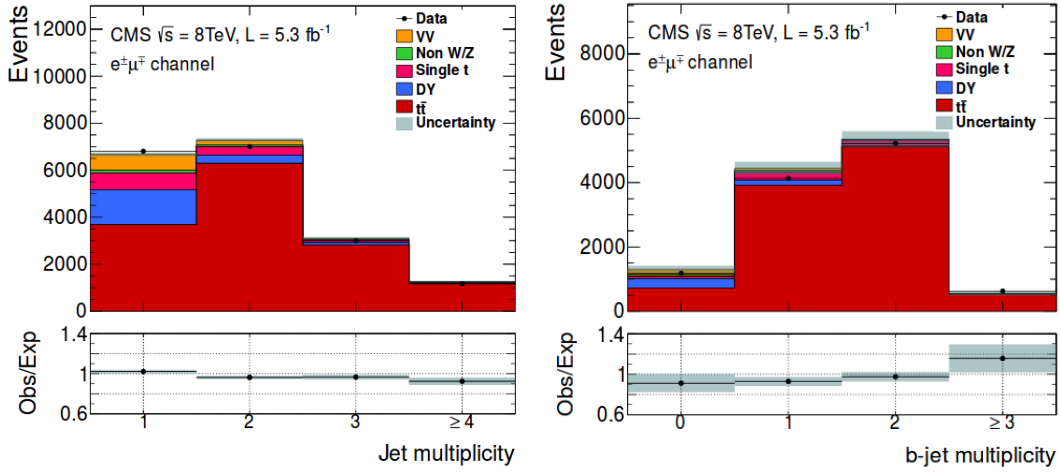 Events
12000
10000
8000
6000
4000
2000
0
CMS √s = 8TeV, L = 5.3 fb⁻¹
e±μ∓ channel
Data
VV
Non W/Z
Single t
DY
tt̄
Uncertainty
Obs/Exp
1.4
1
0.6
1 2 3 ≥ 4
Jet multiplicity
Events
8000
6000
4000
2000
0
CMS √s = 8TeV, L = 5.3 fb⁻¹
e±μ∓ channel
Data
VV
Non W/Z
Single t
DY
tt̄
Uncertainty
Obs/Exp
1.4
1
0.6
0 1 2 ≥ 3
b-jet multiplicity